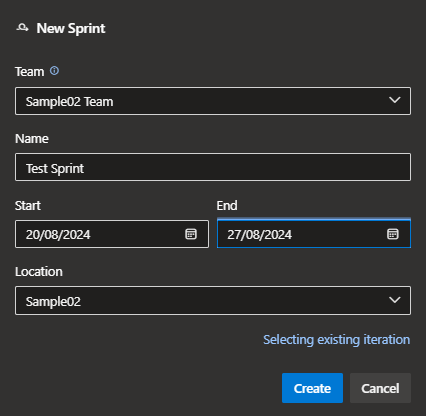 New Sprint
Team
Sample02 Team
Name
Test Sprint
Start End
20/08/2024 27/08/2024
Location
Sample02
Selecting existing iteration
Create Cancel